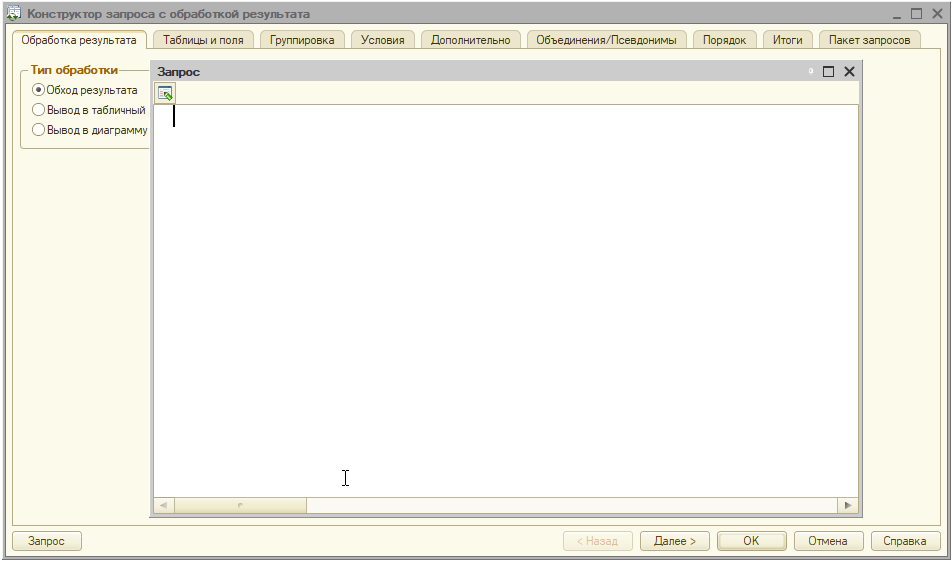 Конструктор запроса с обработкой результата
Обработка результата Таблицы и поля Группировка Условия Дополнительно Объединения/Псевдонимы Порядок Итоги Пакет запросов
Тип обработки
Запрос
Обход результата
Вывод в табличный
Вывод в диаграмму
Запрос < Назад Далее > OK Отмена Справка